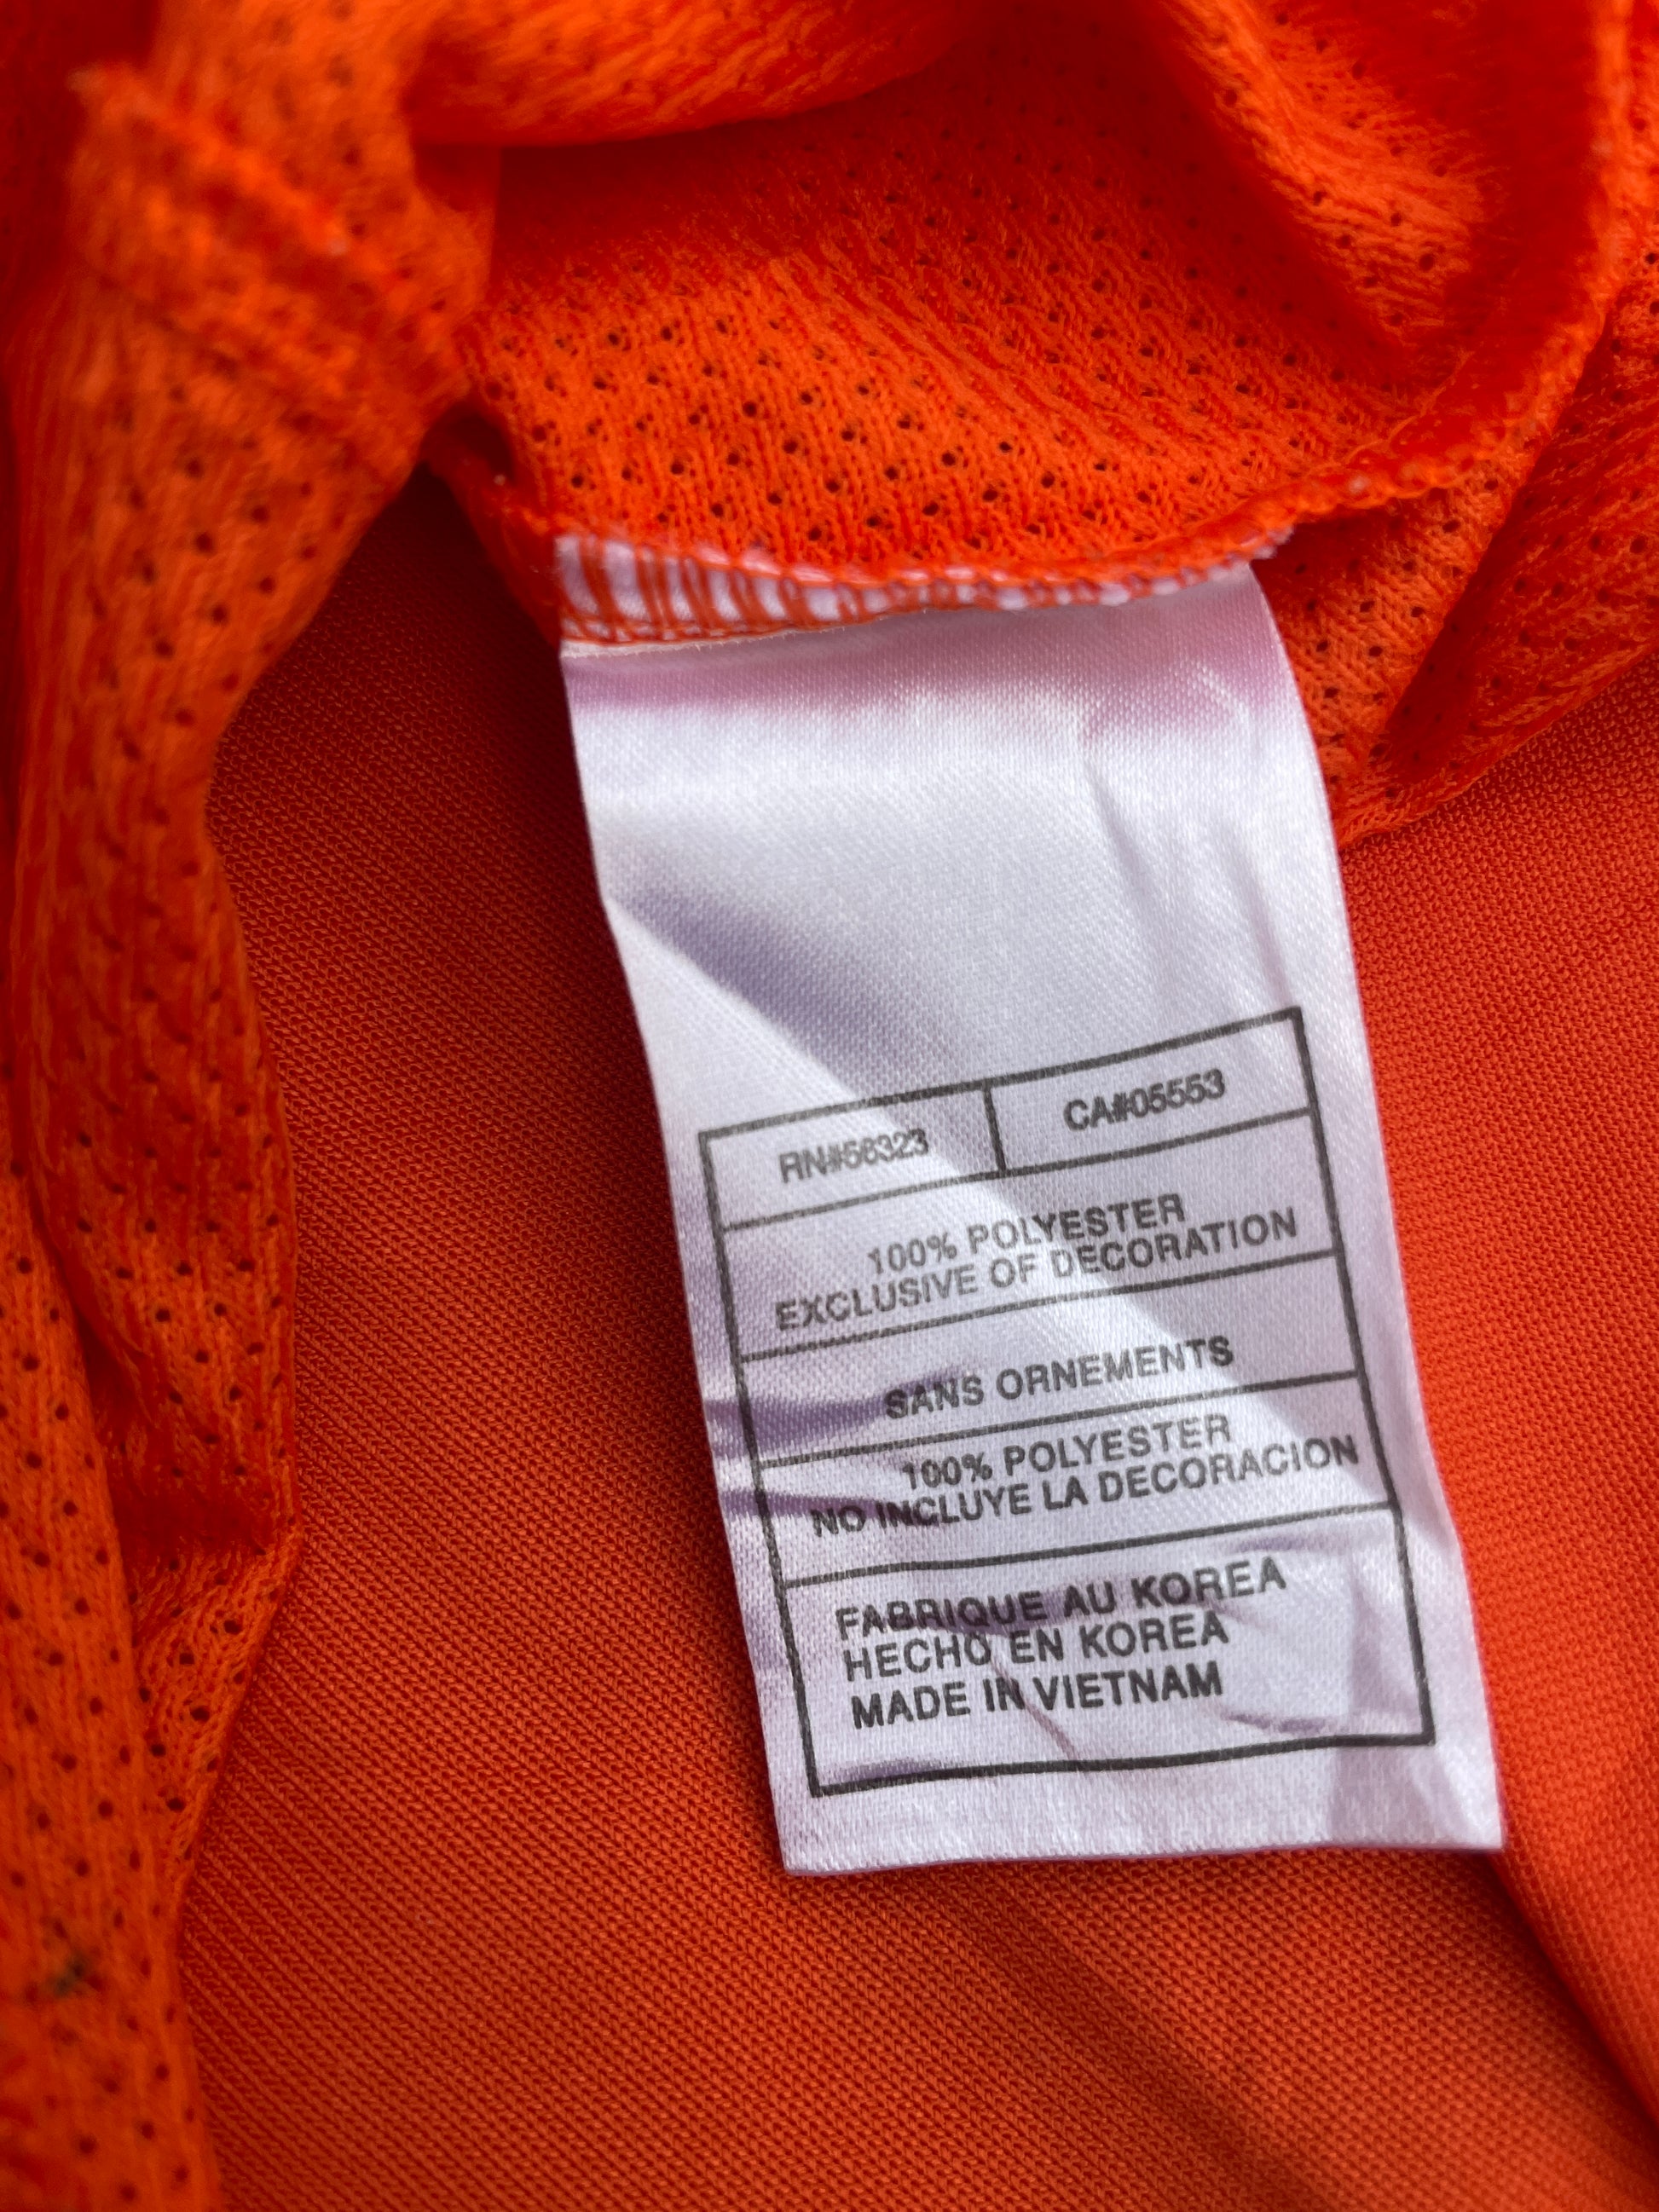 RN#56323 CA#05553
100% POLYESTER
EXCLUSIVE OF DECORATION
SANS ORNEMENTS
100% POLYESTER
NO INCLUYE LA DECORACION
FABRIQUE AU KOREA
HECHO EN KOREA
MADE IN VIETNAM